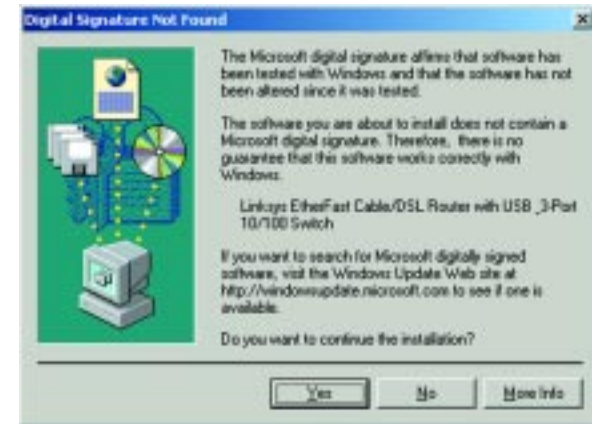 Digital Signature Not Found
The Microsoft digital signature affirms that software has
been tested with Windows and that the software has not
been altered since it was tested.
The software you are about to install does not contain a
Microsoft digital signature. Therefore, there is no
guarantee that this software works correctly with
Windows.
Linksys EtherFast Cable/DSL Router with USB _3-Port
10/100 Switch
If you want to search for Microsoft digitally signed
software, visit the Windows Update Web site at
http://windowsupdate.microsoft.com to see if one is
available.
Do you want to continue the installation?
Yes
No
More Info